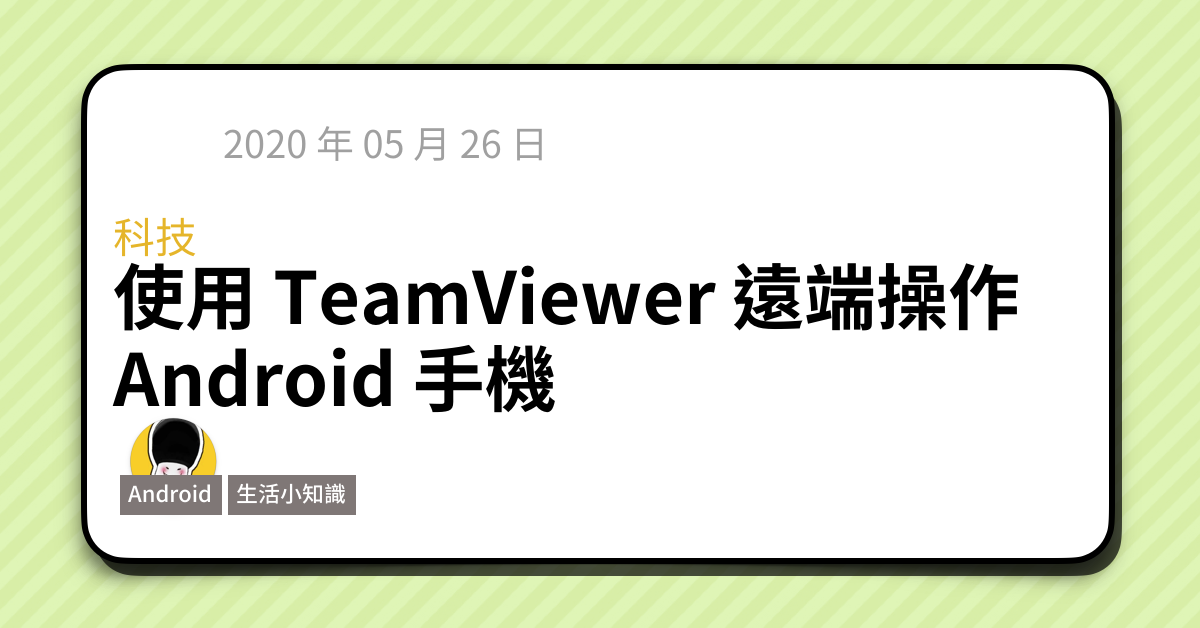 2020 年 05 月 26 日
科技
使用 TeamViewer 遠端操作
Android 手機
Android 生活小知識